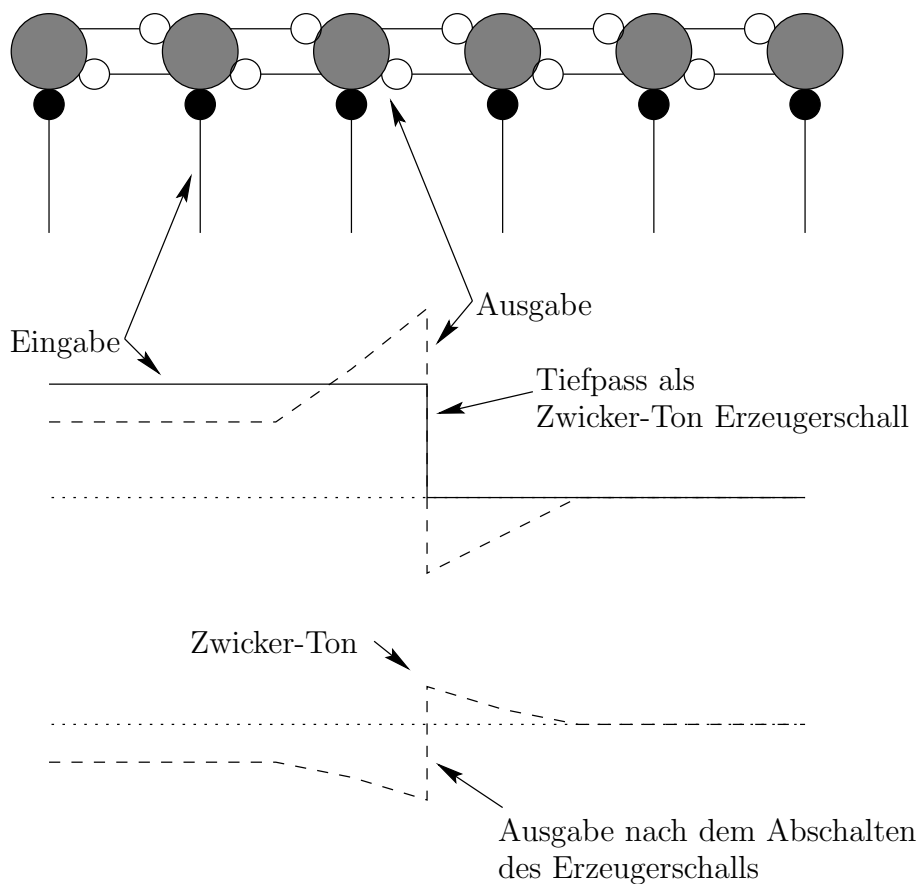 Ausgabe
Eingabe
Tiefpass als
Zwicker-Ton Erzeugerschall
Zwicker-Ton
Ausgabe nach dem Abschalten
des Erzeugerschalls